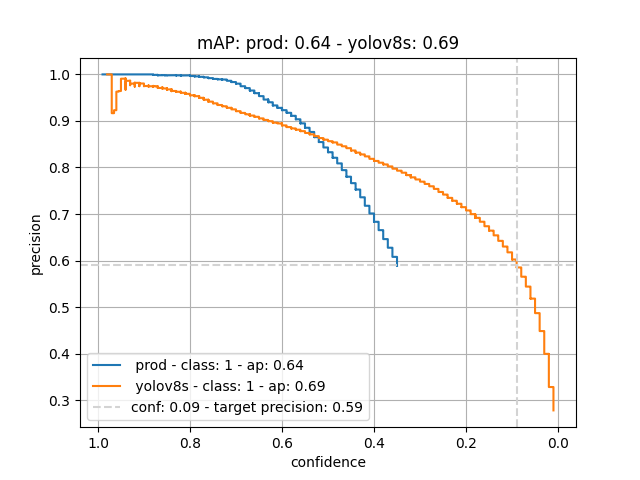 mAP: prod: 0.64 - yolov8s: 0.69
1.0
0.9
0.8
0.7
0.6
0.5
0.4
0.3
precision
prod - class: 1 - ap: 0.64
yolov8s - class: 1 - ap: 0.69
conf: 0.09 - target precision: 0.59
1.0 0.8 0.6 0.4 0.2 0.0
confidence